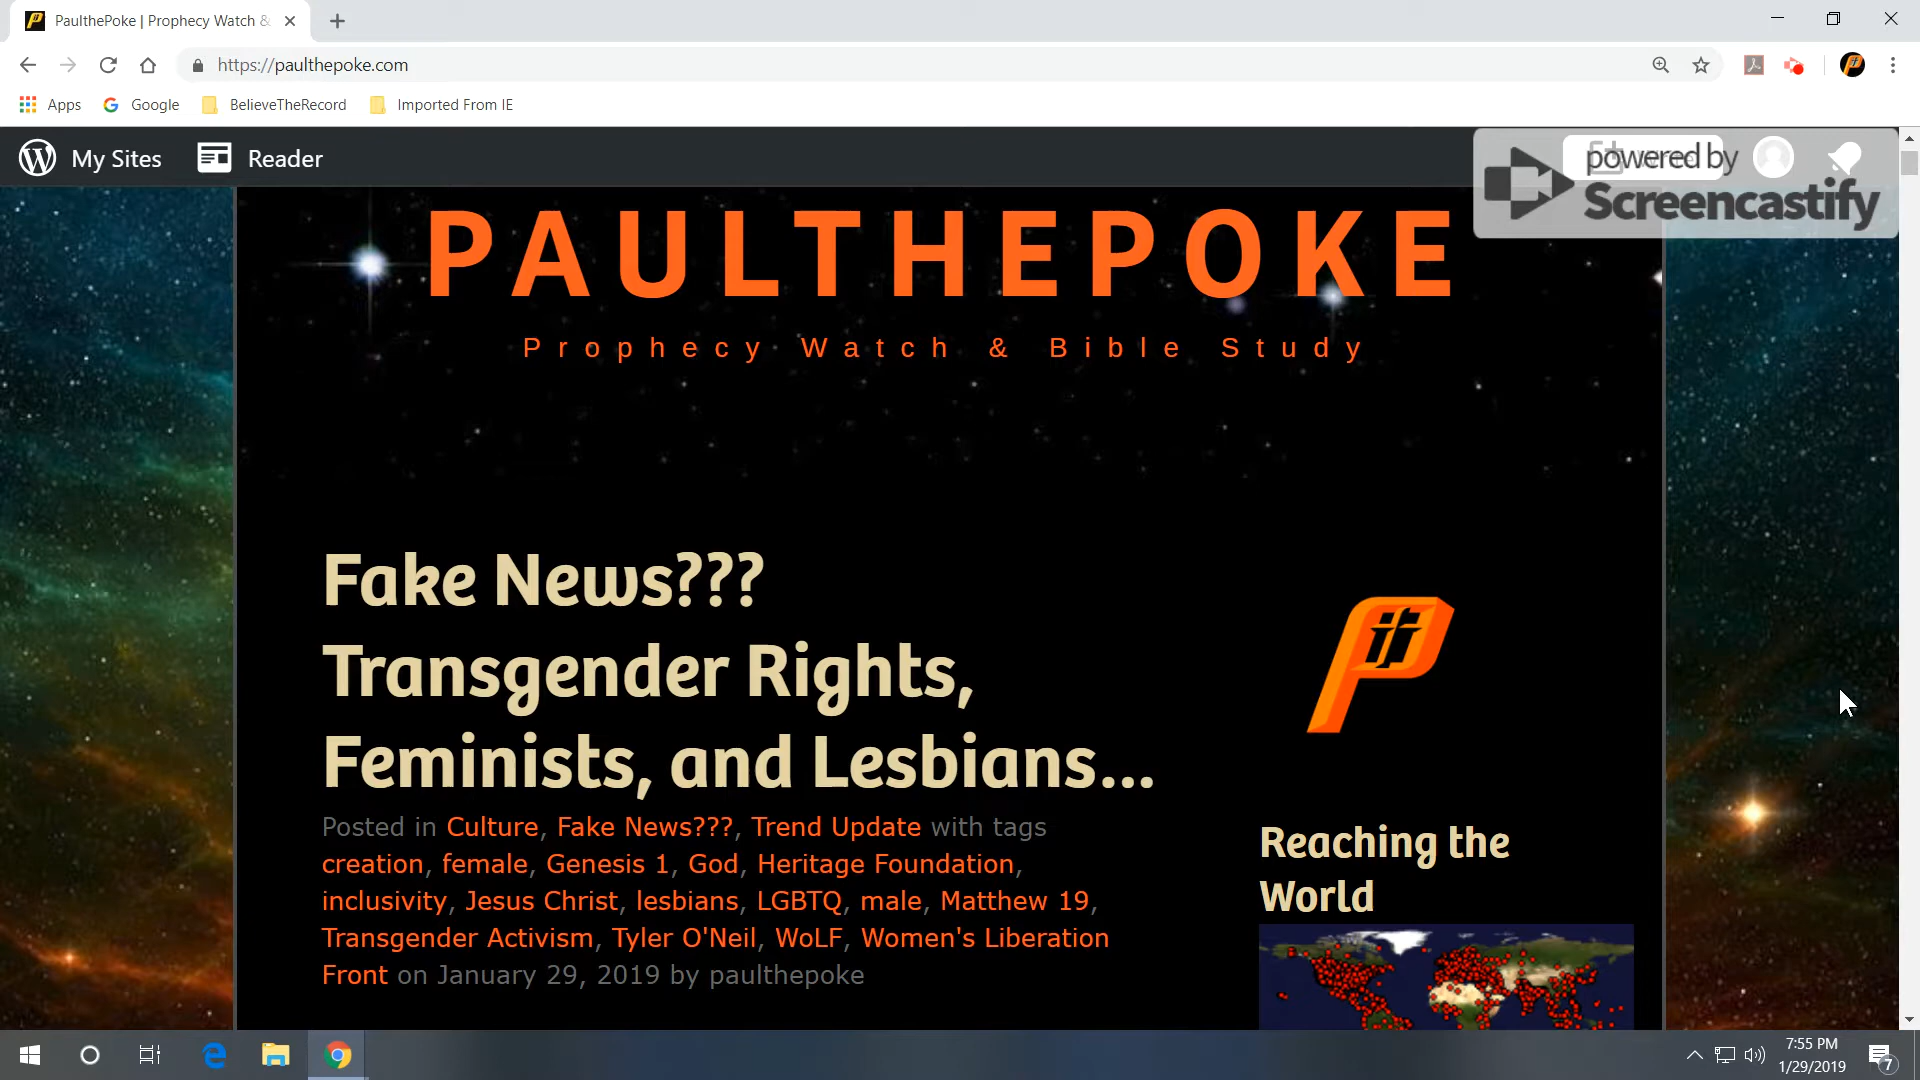 PaulthePoke | Prophecy Watch &
https://paulthepoke.com
Apps Google BelieveTheRecord Imported From IE
My Sites Reader
powered by
Screencastify
PAULTHEPOKE
Prophecy Watch & Bible Study
Fake News???
Transgender Rights,
Feminists, and Lesbians...
Posted in Culture, Fake News???, Trend Update with tags
creation, female, Genesis 1, God, Heritage Foundation,
inclusivity, Jesus Christ, lesbians, LGBTQ, male, Matthew 19,
Transgender Activism, Tyler O'Neil, WoLF, Women's Liberation
Front on January 29, 2019 by paulthepoke
Reaching the
World
7:55 PM
1/29/2019
7